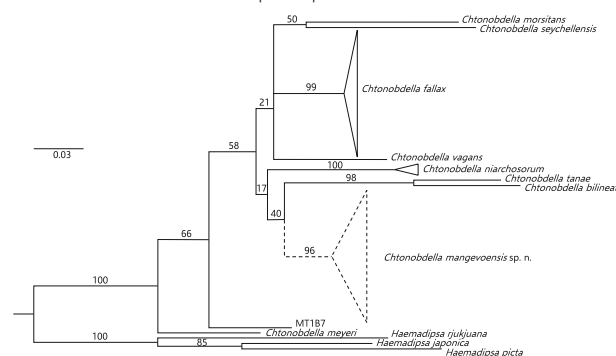 50
Chtonobdella morsitans
Chtonobdella seychellensis
99
Chtonobdella fallax
21
58
0.03
Chtonobdella vagans
100
Chtonobdella niarchosorum
98
Chtonobdella tanae
17
Chtonobdella bilineat
40
66
96
Chtonobdella mangevoensis sp. n.
100
MT1B7
Chtonobdella meyeri
100
Haemadipsa rjukjuana
85
Haemadipsa japonica
Haemadipsa picta